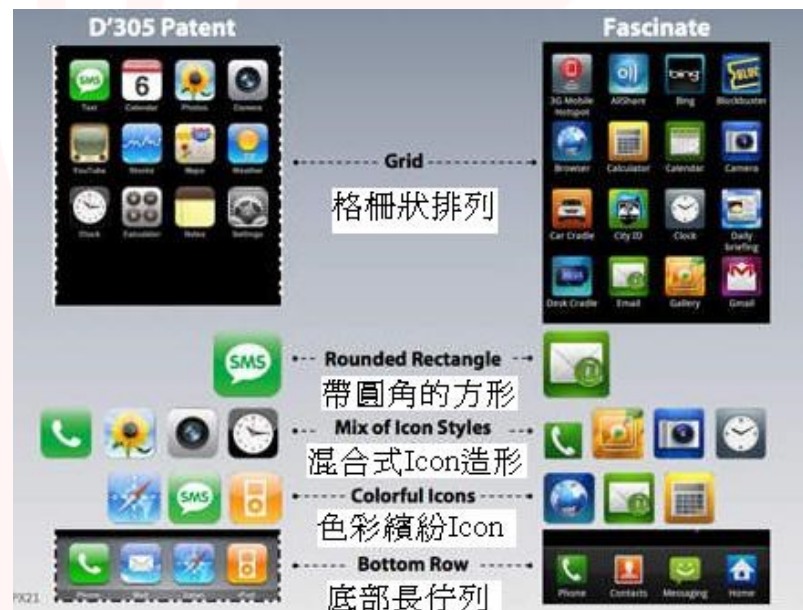 D'305 Patent
Fascinate
SMS
6
Text Calendar Photos Camera
YouTube Stocks Maps Weather
Clock Calculator Notes Settings
3G Mobile Hotspot AllShare Bing Blockbuster
bing
Browser Calculator Calendar Camera
Car Cradle City ID Clock Daily briefing
Desk Cradle Email Gallery Gmail
Grid
格柵狀排列
SMS
Rounded Rectangle
帶圓角的方形
Mix of Icon Styles
混合式Icon造形
SMS
Colorful Icons
色彩繽紛Icon
Bottom Row
底部長佇列
Phone Contacts Messaging Home